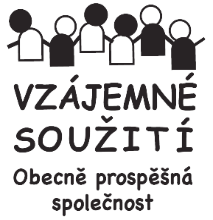 VZÁJEMNÉ
SOUŽITÍ
Obecně prospěšná
společnost